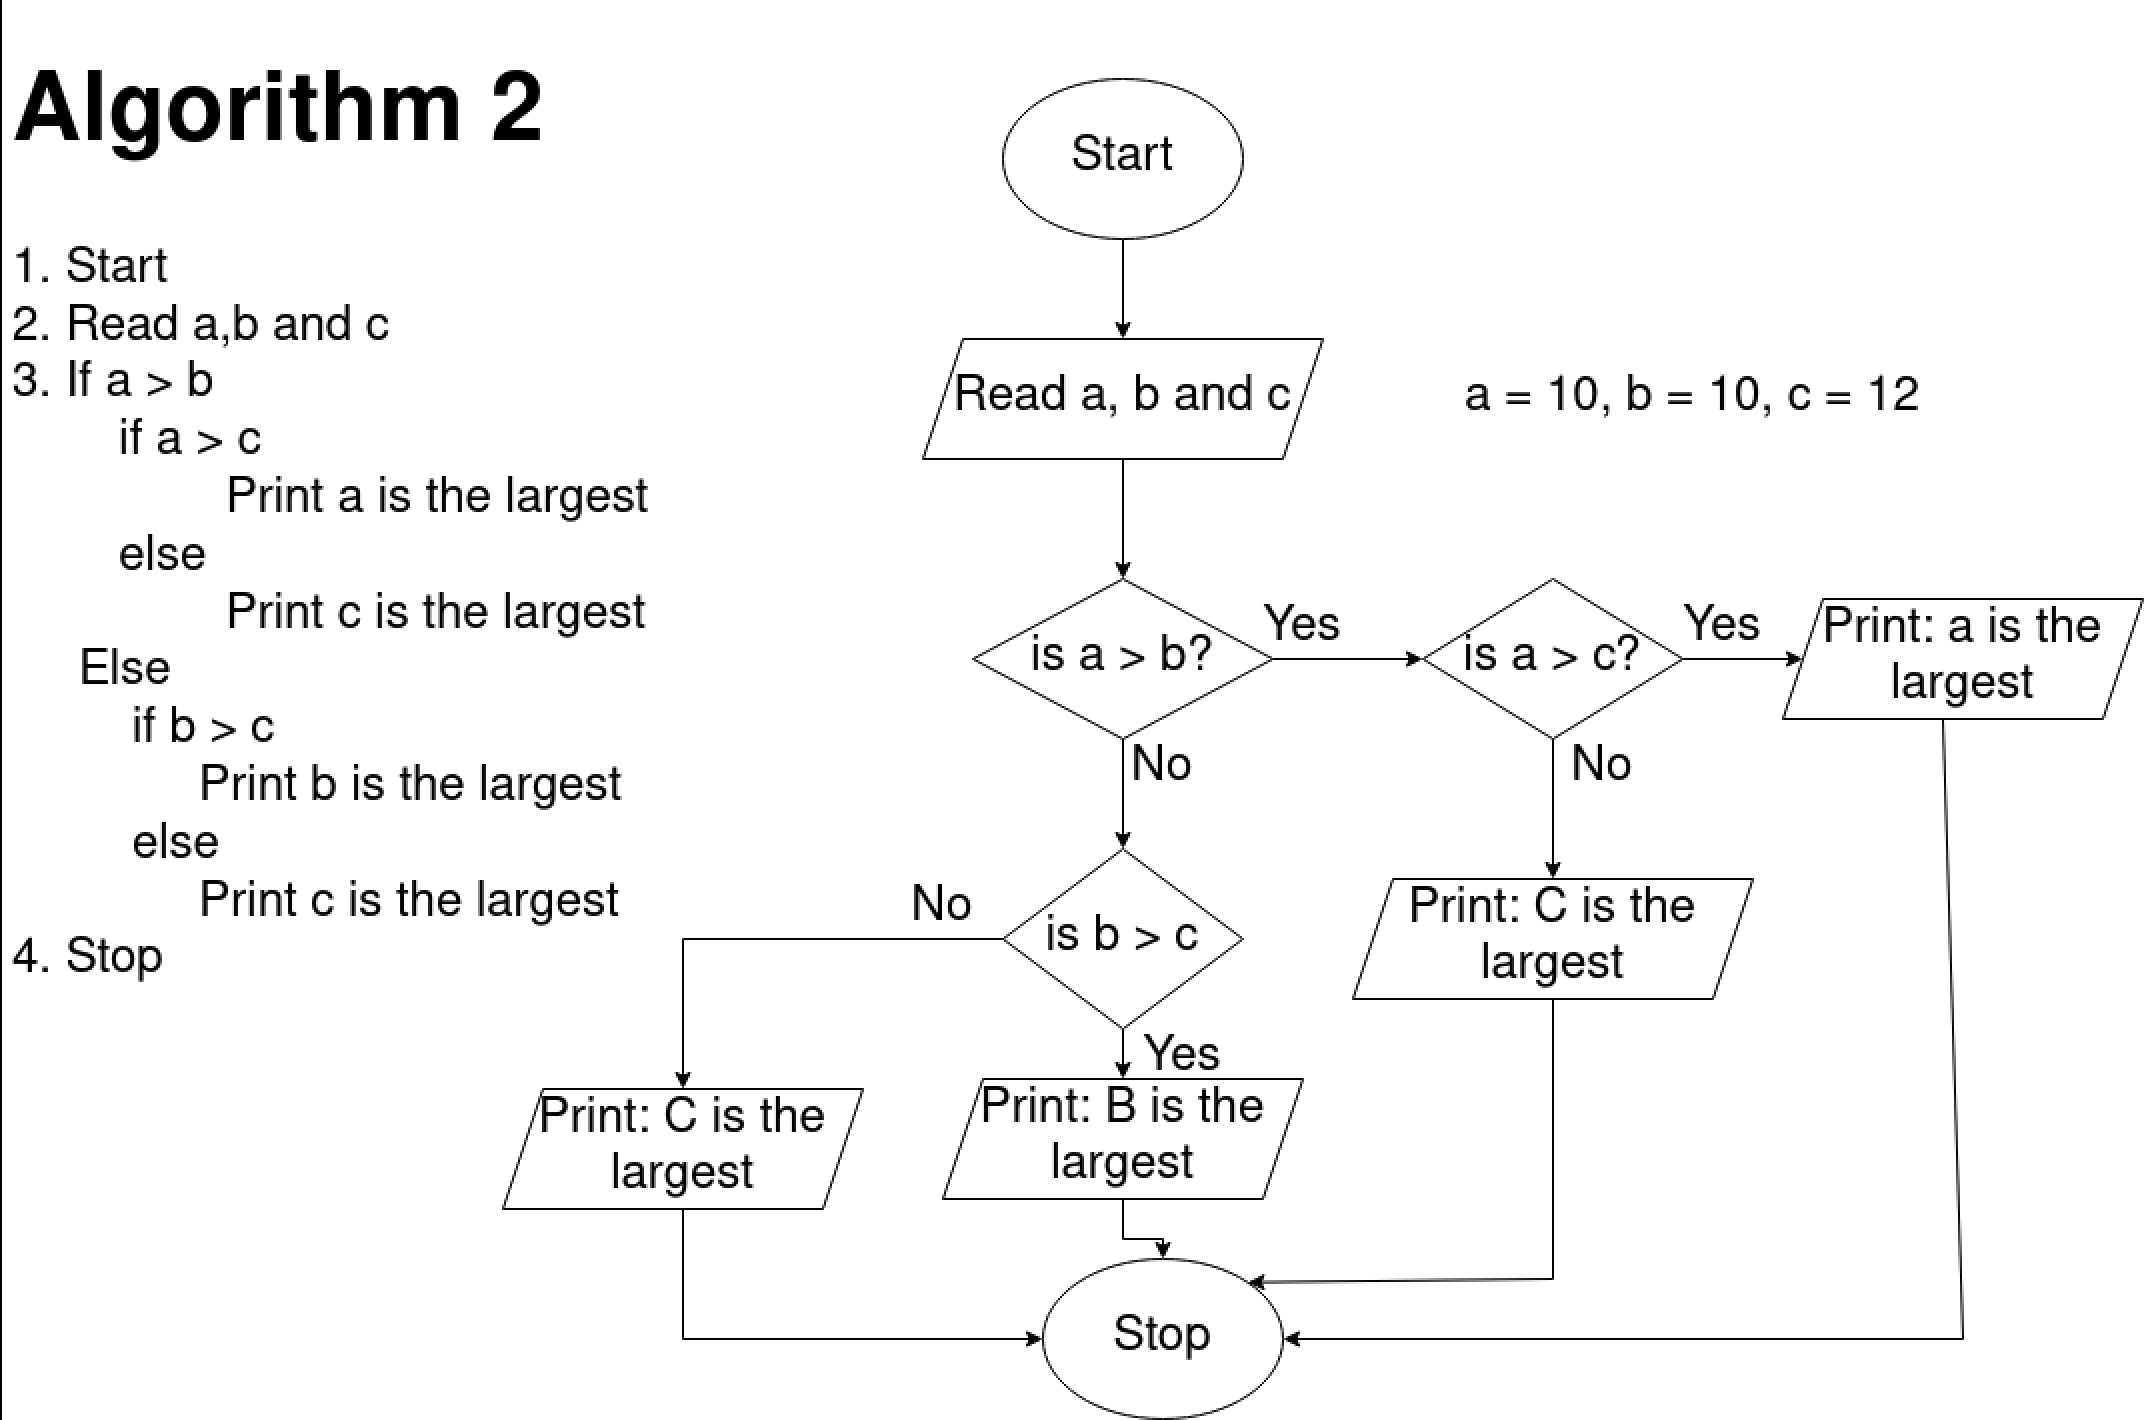 Algorithm 2
1. Start
2. Read a,b and c
3. If a > b
if a > c
Print a is the largest
else
Print c is the largest
Else
if b > c
Print b is the largest
else
Print c is the largest
4. Stop
Start
Read a, b and c
a = 10, b = 10, c = 12
is a > b?
Yes
is a > c?
Yes
Print: a is the
largest
No
No
is b > c
No
Print: C is the
largest
Yes
Print: C is the
largest
Print: B is the
largest
Stop